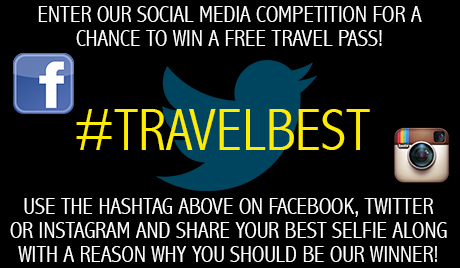 ENTER OUR SOCIAL MEDIA COMPETITION FOR A
CHANCE TO WIN A FREE TRAVEL PASS!
f
#TRAVELBEST
USE THE HASHTAG ABOVE ON FACEBOOK, TWITTER
OR INSTAGRAM AND SHARE YOUR BEST SELFIE ALONG
WITH A REASON WHY YOU SHOULD BE OUR WINNER!